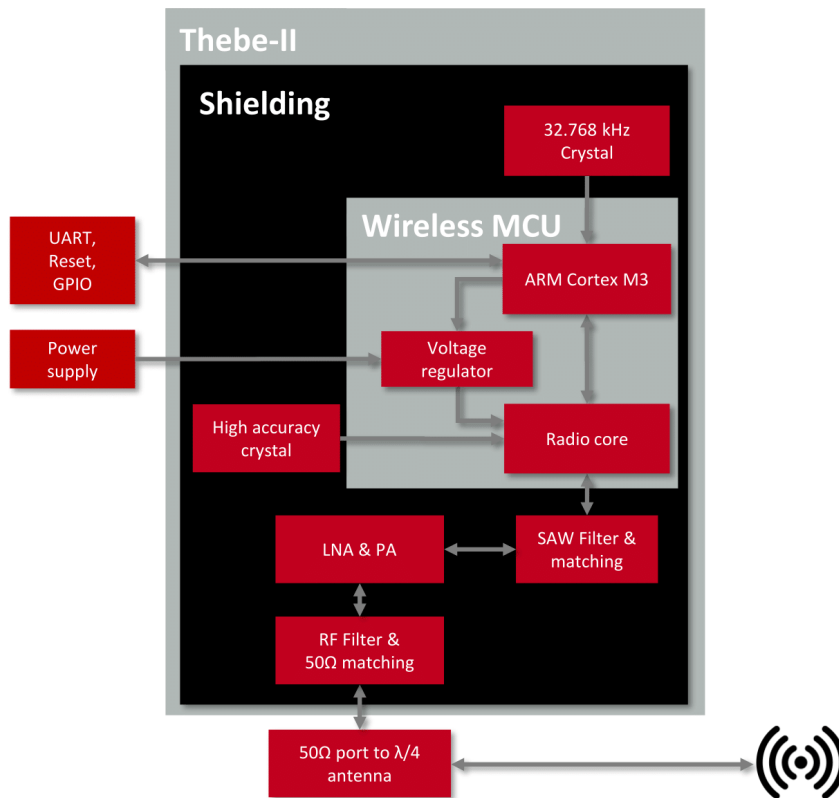 Thebe-II
Shielding
32.768 kHz
Crystal
Wireless MCU
UART,
Reset,
GPIO
ARM Cortex M3
Power
supply
Voltage
regulator
High accuracy
crystal
Radio core
LNA & PA
SAW Filter &
matching
RF Filter &
50Ω matching
50Ω port to λ/4
antenna